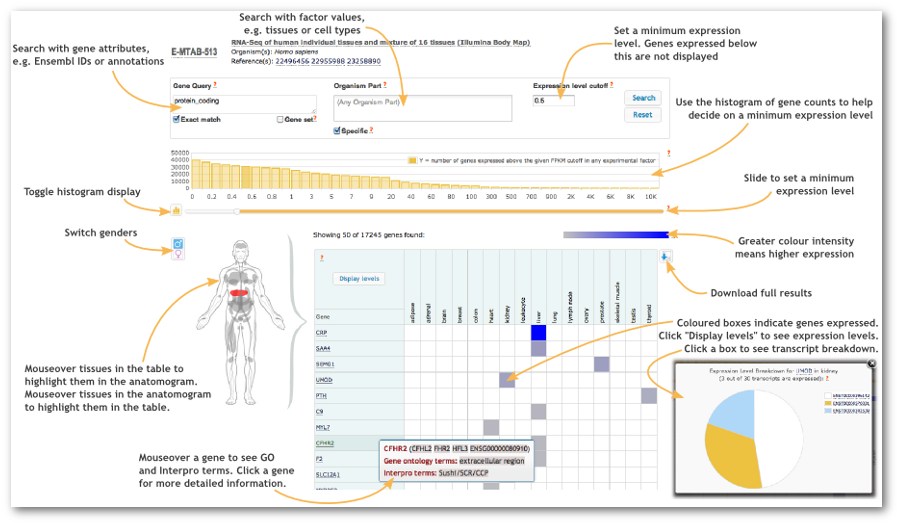 Search with factor values,
e.g. tissues or cell types
Search with gene attributes,
e.g. Ensembl IDs or annotations
Set a minimum expression
level. Genes expressed below
this are not displayed
E-MTAB-513
RNA-Seq of human individual tissues and mixture of 16 tissues (Illumina Body Map)
Organism(s): Homo sapiens
Reference(s): 22496456 22955988 23258890
Gene Query ?
Organism Part ?
Expression level cutoff ?
protein_coding
(Any Organism Part)
0.5
Search
Reset
Exact match
Gene set ?
Specific ?
Use the histogram of gene counts to help
decide on a minimum expression level
50000
40000
30000
20000
10000
0
Y = number of genes expressed above the given FPKM cutoff in any experimental factor
?
0 0.2 0.4 0.6 0.8 1 3 5 7 9 20 40 60 80 100 300 500 700 900 4K 6K 8K 10K
Toggle histogram display
Slide to set a minimum
expression level
?
Switch genders
Showing 50 of 17245 genes found:
Greater colour intensity
means higher expression
?
Display levels
Download full results
Gene
adipose
adrenal
brain
breast
colon
heart
kidney
leukocyte
liver
lung
lymph node
ovary
prostate
skeletal muscle
testis
thyroid
CRP
SAA4
SEMG1
UMOD
PTH
C9
MYL7
CFHR2
F2
SLC12A1
Coloured boxes indicate genes expressed.
Click "Display levels" to see expression levels.
Click a box to see transcript breakdown.
Mouseover tissues in the table to
highlight them in the anatomogram.
Mouseover tissues in the anatomogram
to highlight them in the table.
Expression Level Breakdown for UMOD in kidney
(3 out of 30 transcripts are expressed): ?
Mouseover a gene to see GO
and Interpro terms. Click a gene
for more detailed information.
CFHR2 (CFHL2 FHR2 HFL3 ENSG00000080910)
Gene ontology terms: extracellular region
Interpro terms: Sushi/SCR/CCP